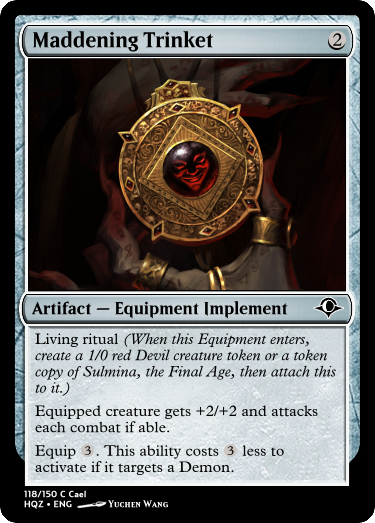 Maddening Trinket 2
Artifact — Equipment Implement
Living ritual (When this Equipment enters,
create a 1/0 red Devil creature token or a token
copy of Sulmina, the Final Age, then attach this
to it.)
Equipped creature gets +2/+2 and attacks
each combat if able.
Equip 3. This ability costs 3 less to
activate if it targets a Demon.
118/150 C Cael
HQZ • ENG Yuchen Wang